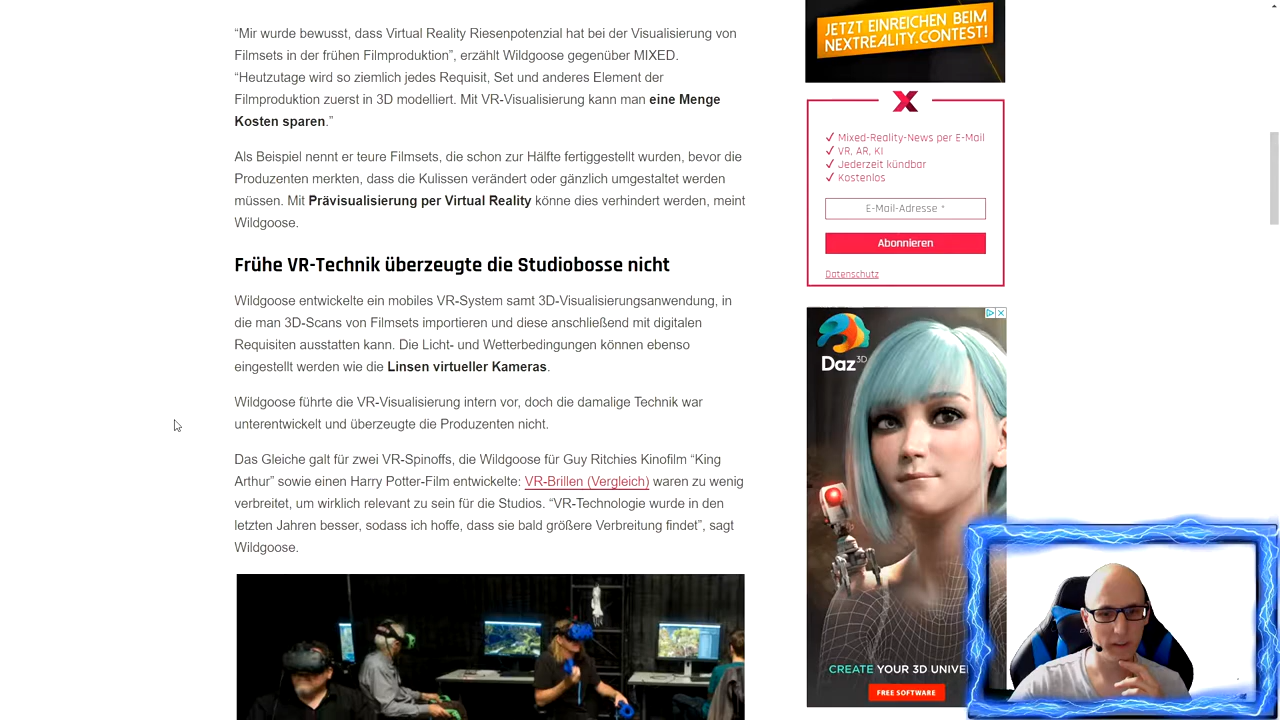 “Mir wurde bewusst, dass Virtual Reality Riesenpotenzial hat bei der Visualisierung von
Filmsets in der frühen Filmproduktion”, erzählt Wildgoose gegenüber MIXED.
“Heutzutage wird so ziemlich jedes Requisit, Set und anderes Element der
Filmproduktion zuerst in 3D modelliert. Mit VR-Visualisierung kann man eine Menge
Kosten sparen.”
Als Beispiel nennt er teure Filmsets, die schon zur Hälfte fertiggestellt wurden, bevor die
Produzenten merkten, dass die Kulissen verändert oder gänzlich umgestaltet werden
müssen. Mit Prävisualisierung per Virtual Reality könne dies verhindert werden, meint
Wildgoose.
Frühe VR-Technik überzeugte die Studiobosse nicht
Wildgoose entwickelte ein mobiles VR-System samt 3D-Visualisierungsanwendung, in
die man 3D-Scans von Filmsets importieren und diese anschließend mit digitalen
Requisiten ausstatten kann. Die Licht- und Wetterbedingungen können ebenso
eingestellt werden wie die Linsen virtueller Kameras.
Wildgoose führte die VR-Visualisierung intern vor, doch die damalige Technik war
unterentwickelt und überzeugte die Produzenten nicht.
Das Gleiche galt für zwei VR-Spinoffs, die Wildgoose für Guy Ritchies Kinofilm “King
Arthur” sowie einen Harry Potter-Film entwickelte: VR-Brillen (Vergleich) waren zu wenig
verbreitet, um wirklich relevant zu sein für die Studios. “VR-Technologie wurde in den
letzten Jahren besser, sodass ich hoffe, dass sie bald größere Verbreitung findet”, sagt
Wildgoose.
JETZT EINREICHEN BEIM
NEXTREALITY.CONTEST!
X
✓ Mixed-Reality-News per E-Mail
✓ VR, AR, KI
✓ Jederzeit kündbar
✓ Kostenlos
E-Mail-Adresse *
Abonnieren
Datenschutz
Daz3D
CREATE YOUR 3D UNIVE
FREE SOFTWARE